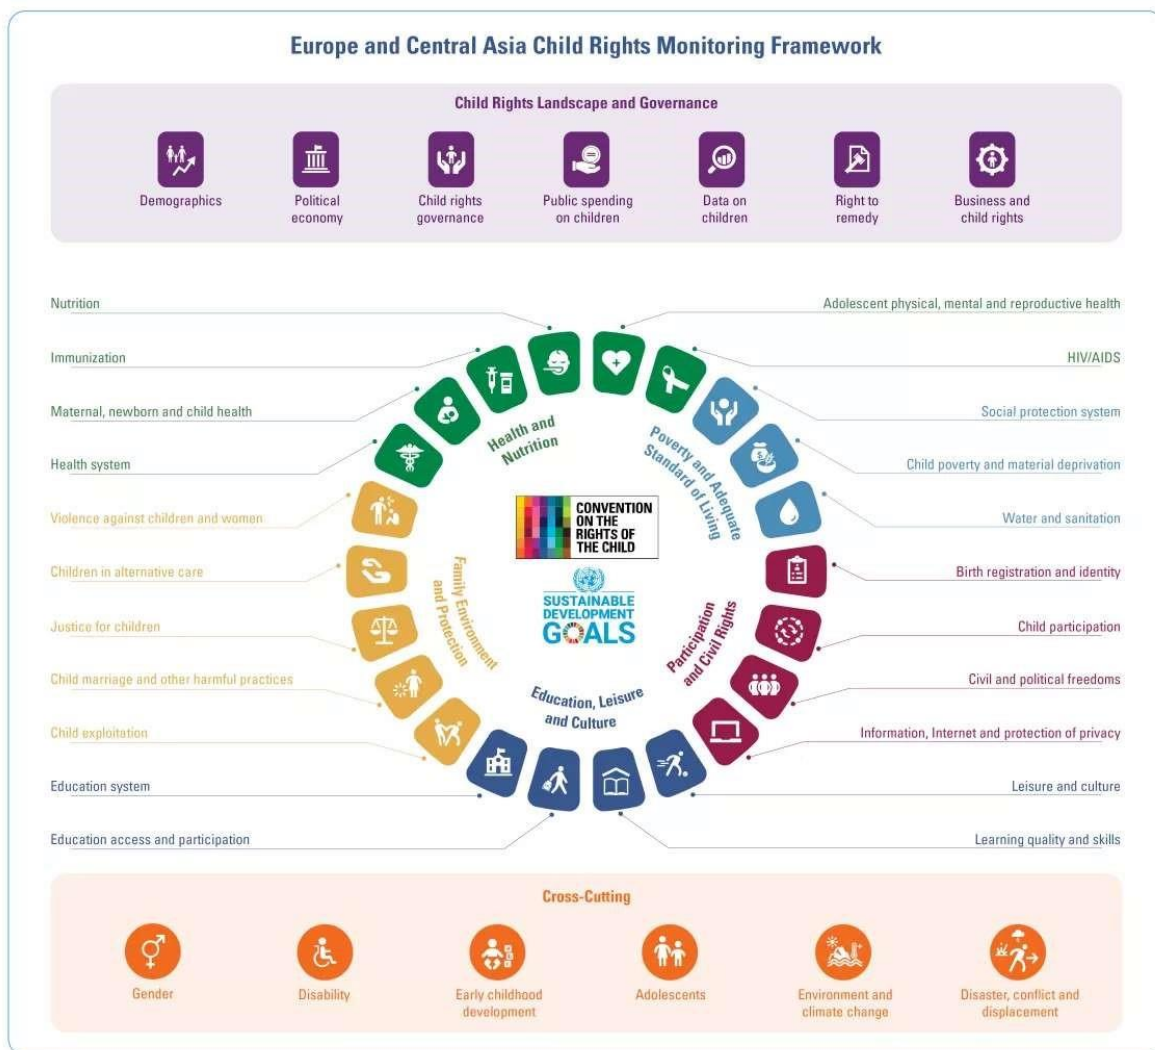 Europe and Central Asia Child Rights Monitoring Framework
Child Rights Landscape and Governance
Demographics
Political
economy
Child rights
governance
Public spending
on children
Data on
children
Right to
remedy
Business and
child rights
Nutrition
Immunization
Maternal, newborn and child health
Health system
Violence against children and women
Children in alternative care
Justice for children
Child marriage and other harmful practices
Child exploitation
Education system
Education access and participation
Adolescent physical, mental and reproductive health
HIV/AIDS
Social protection system
Child poverty and material deprivation
Water and sanitation
Birth registration and identity
Child participation
Civil and political freedoms
Information, Internet and protection of privacy
Leisure and culture
Learning quality and skills
Health and
Nutrition
Poverty and Adequate
Standard of Living
Family Environment
and Protection
Participation
and Civil Rights
Education, Leisure
and Culture
CONVENTION
ON THE
RIGHTS OF
THE CHILD
SUSTAINABLE
DEVELOPMENT
GOALS
Cross-Cutting
Gender
Disability
Early childhood
development
Adolescents
Environment and
climate change
Disaster, conflict and
displacement